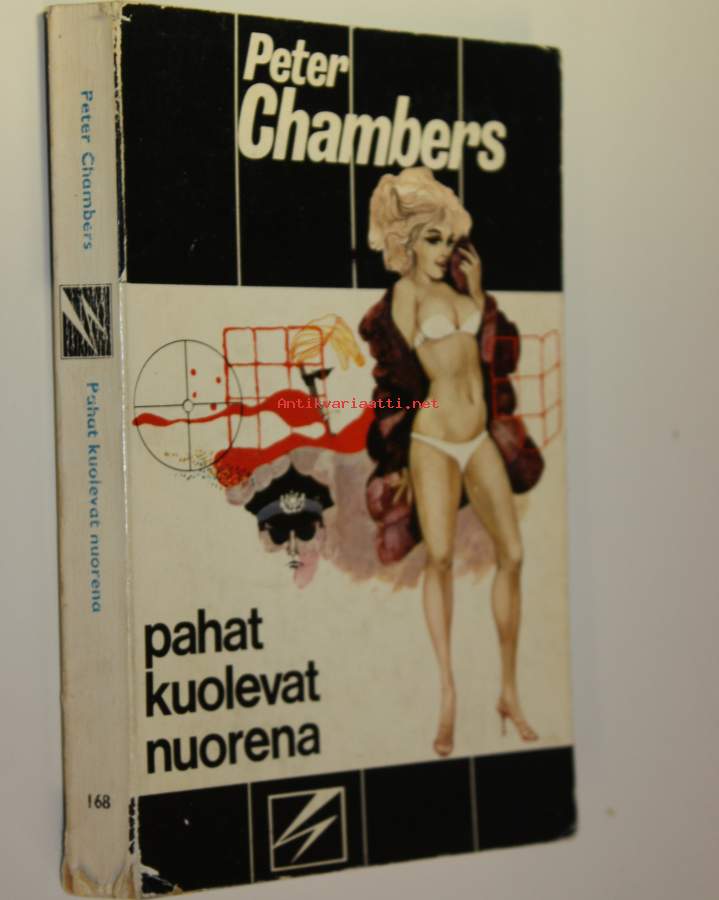 Peter
Chambers
pahat
kuolevat
nuorena
Peter Chambers
Pahat kuolevat nuorena
168
Antikvariaatti.net